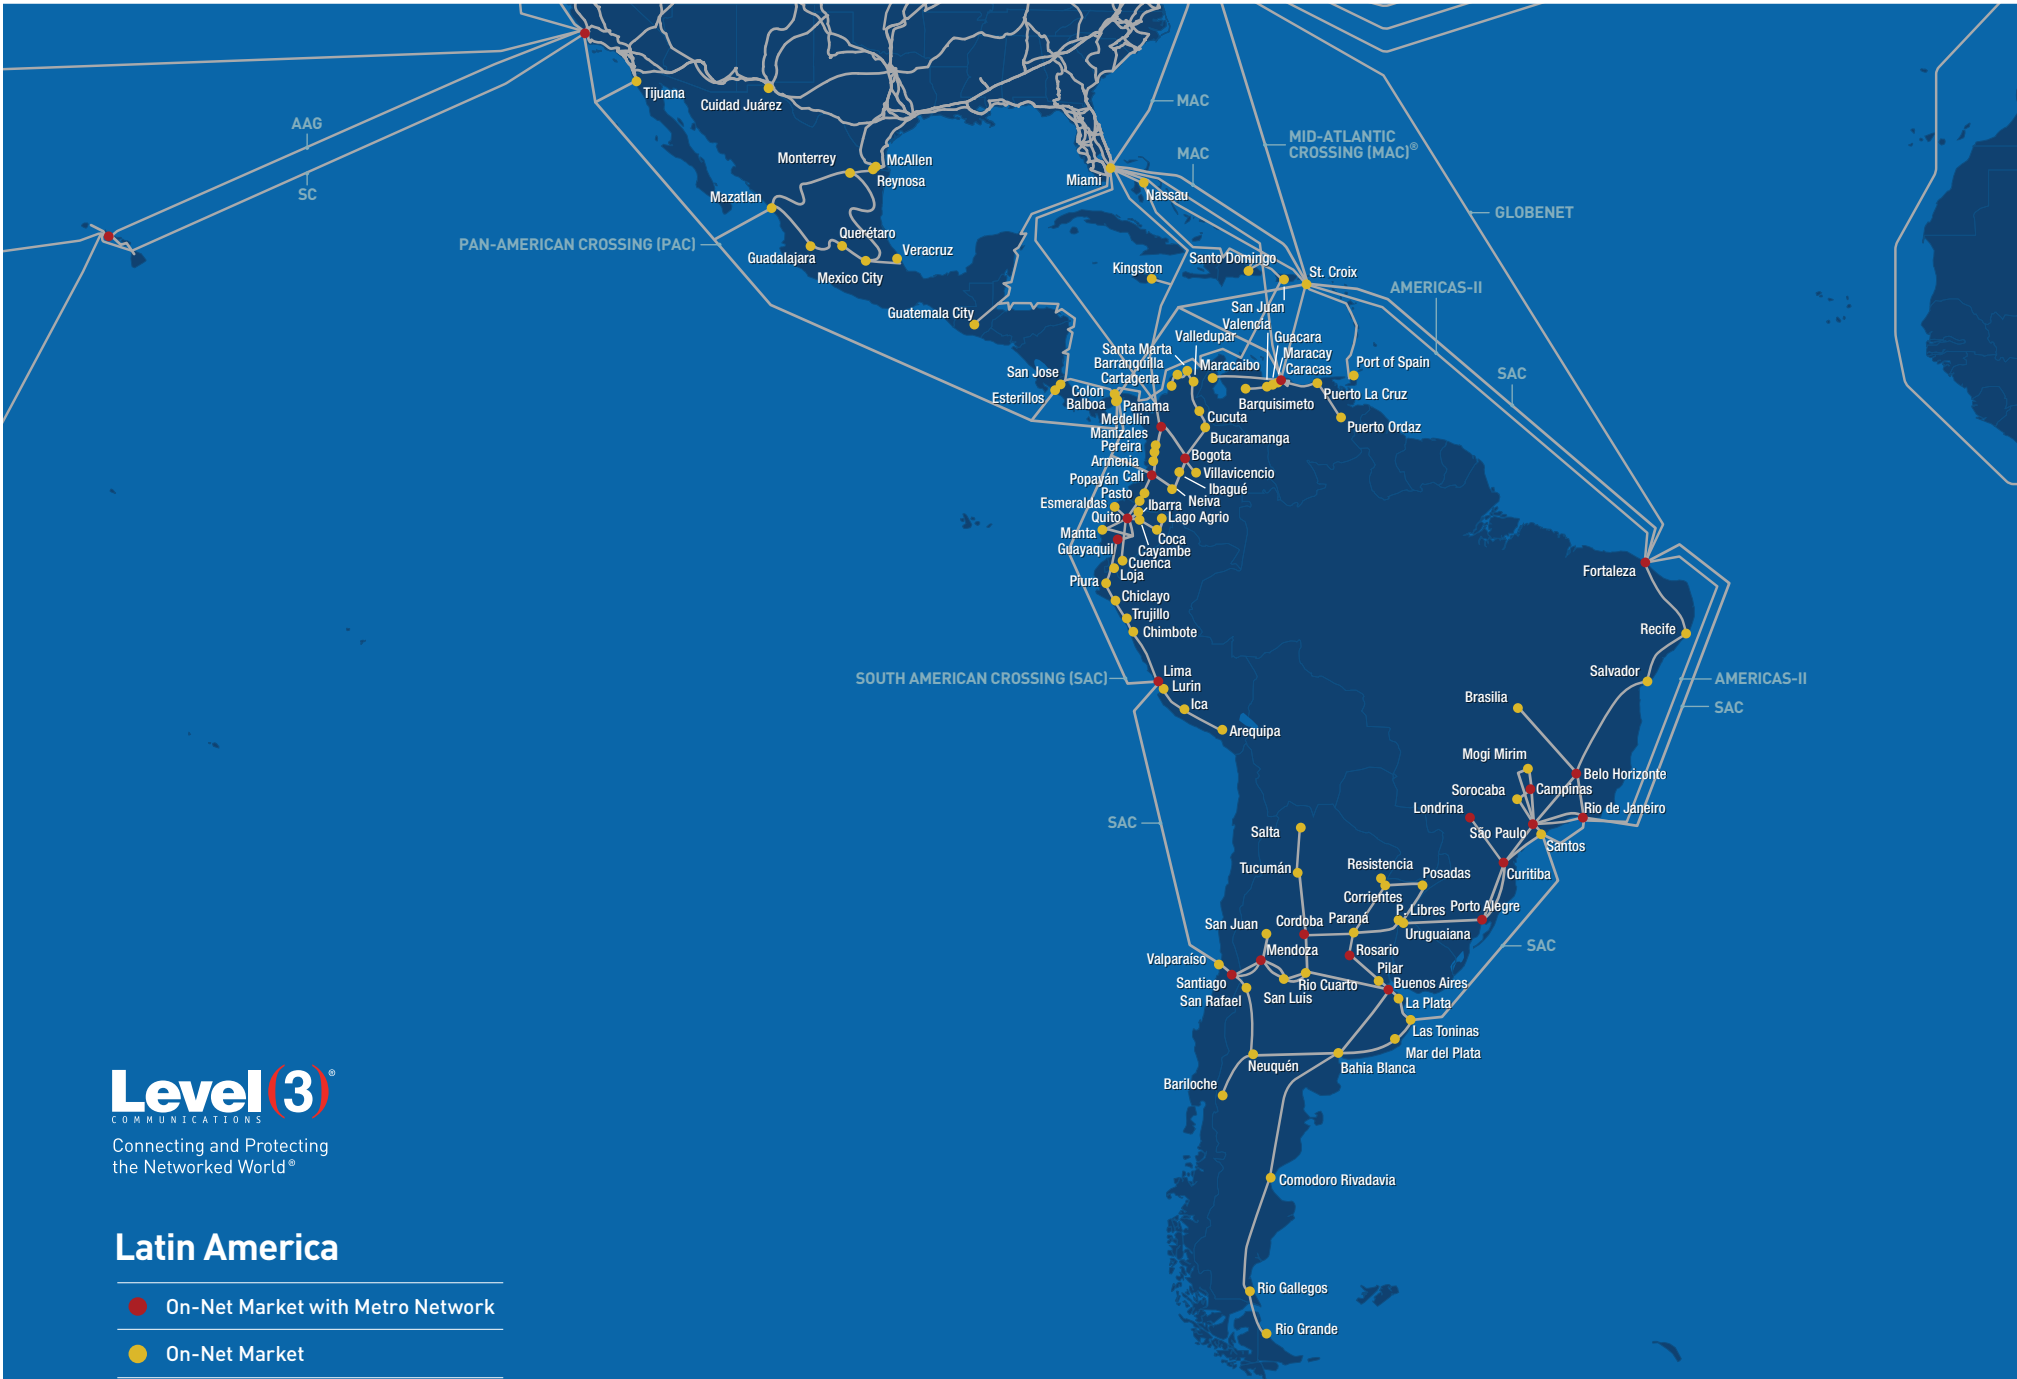 MAC
Tijuana
Cuidad Juárez
AAG
MID-ATLANTIC
CROSSING (MAC)®
MAC
Monterrey
McAllen
Reynosa
Miami
SC
Mazatlan
Nassau
GLOBENET
Querétaro
PAN-AMERICAN CROSSING (PAC)
Veracruz
Guadalajara
Mexico City
Santo Domingo
Kingston
St. Croix
AMERICAS-II
San Juan
Guatemala City
Valencia
Valledupar
Guacara
Santa Marta
Maracay
Barranquilla
Maracaibo
Caracas
Port of Spain
San Jose
Cartagena
SAC
Esterillos
Colon
Balboa
Panama
Barquisimeto
Puerto La Cruz
Medellin
Cucuta
Puerto Ordaz
Manizales
Bucaramanga
Pereira
Bogota
Armenia
Villavicencio
Popayán
Cali
Ibagué
Pasto
Neiva
Esmeraldas
Ibarra
Quito
Lago Agrio
Manta
Coca
Guayaquil
Cayambe
Cuenca
Loja
Piura
Fortaleza
Chiclayo
Trujillo
Chimbote
Recife
Lima
Salvador
SOUTH AMERICAN CROSSING (SAC)
AMERICAS-II
Lurin
Ica
Brasilia
SAC
Arequipa
Mogi Mirim
Belo Horizonte
Sorocaba
Campinas
Londrina
Rio de Janeiro
SAC
Salta
São Paulo
Santos
Resistencia
Tucumán
Posadas
Curitiba
Corrientes
P. Libres
Porto Alegre
San Juan
Cordoba
Paraná
Uruguaiana
SAC
Mendoza
Rosario
Valparaíso
Pilar
Santiago
Rio Cuarto
Buenos Aires
San Rafael
San Luis
La Plata
Las Toninas
Mar del Plata
Neuquén
Bahia Blanca
Bariloche
Level(3)®
COMMUNICATIONS
Connecting and Protecting
the Networked World®
Comodoro Rivadavia
Latin America
Rio Gallegos
On-Net Market with Metro Network
Rio Grande
On-Net Market